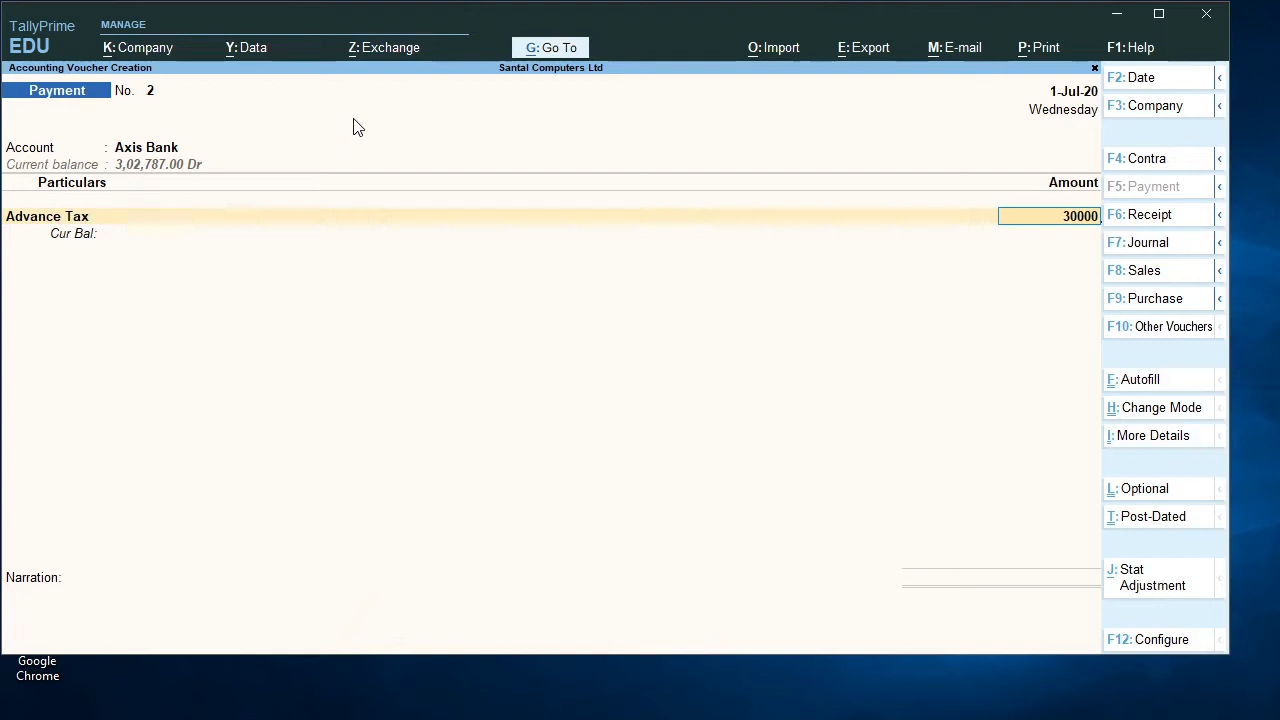 TallyPrime
EDU
MANAGE
K: Company
Y: Data
Z: Exchange
G: Go To
O: Import
E: Export
M: E-mail
P: Print
F1: Help
Accounting Voucher Creation
Santal Computers Ltd
Payment No. 2
1-Jul-20
Wednesday
Account : Axis Bank
Current balance : 3,02,787.00 Dr
Particulars
Amount
Advance Tax
30000
Cur Bal:
Narration:
F2: Date
F3: Company
F4: Contra
F5: Payment
F6: Receipt
F7: Journal
F8: Sales
F9: Purchase
F10: Other Vouchers
F: Autofill
H: Change Mode
I: More Details
L: Optional
T: Post-Dated
J: Stat
Adjustment
F12: Configure
Google
Chrome